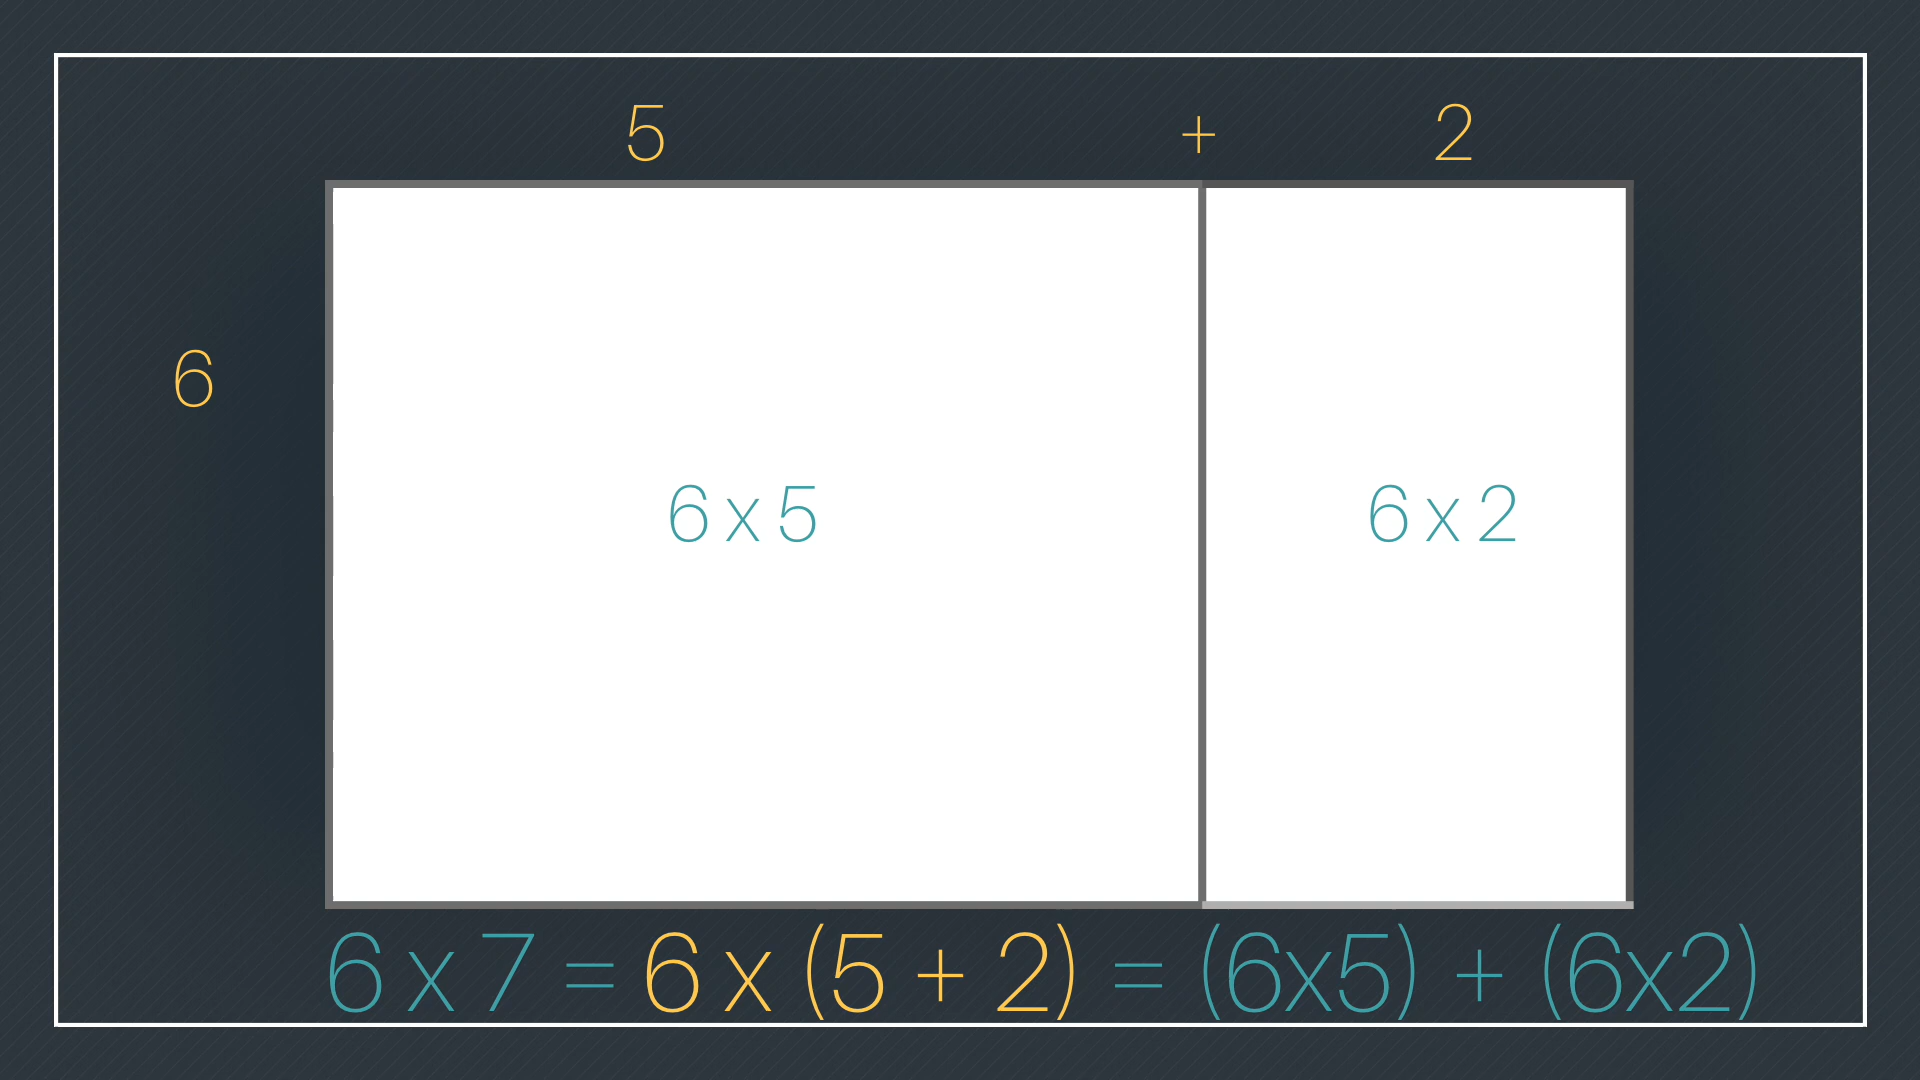 5 + 2
6
6 x 5 6 x 2
6 x 7 = 6 x (5 + 2) = (6x5) + (6x2)